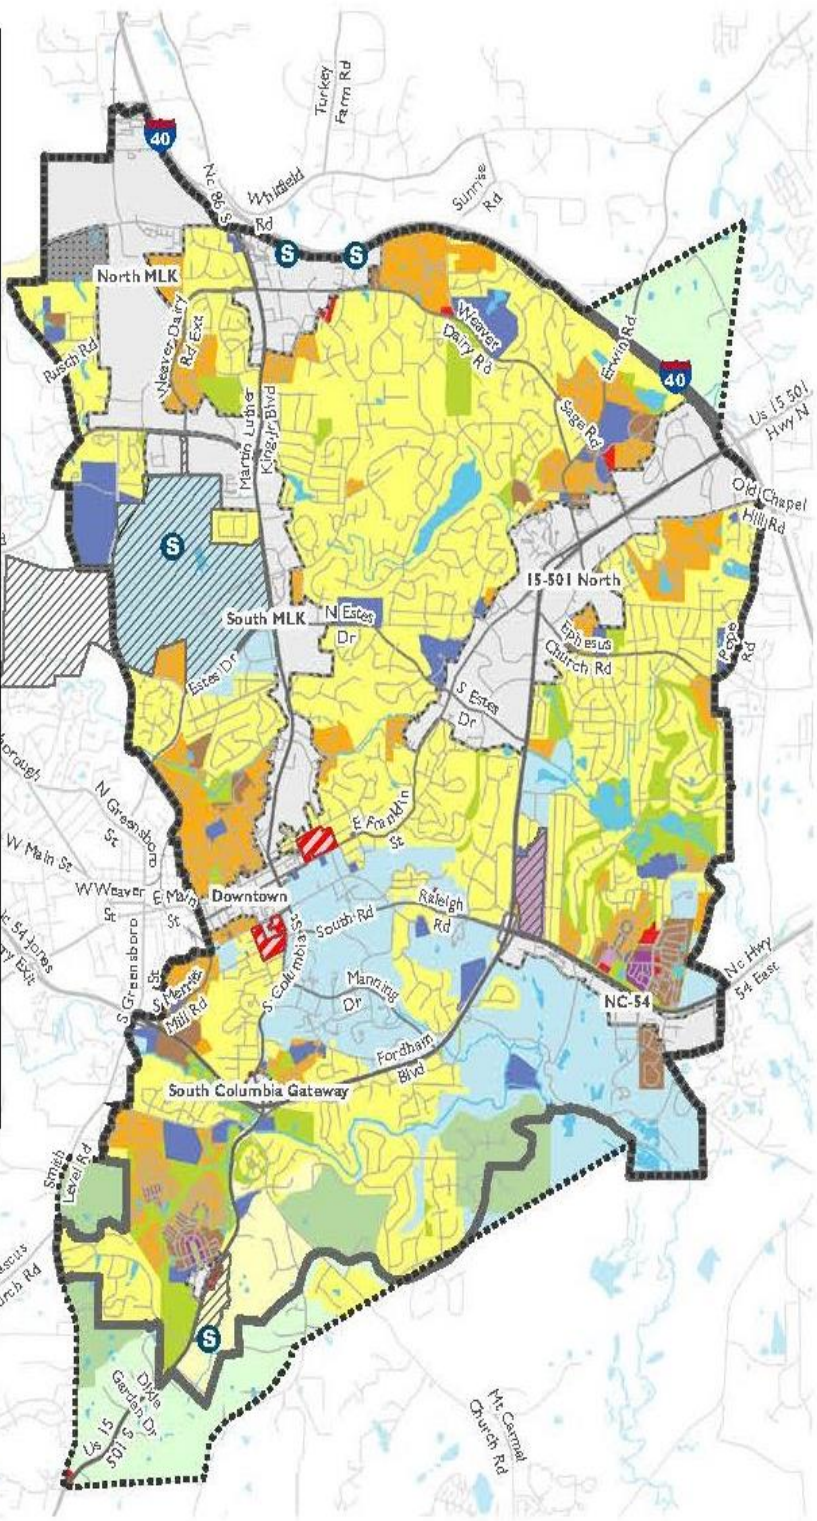 Turkey
Farm Rd
40
Nc 86 S
Whitfield
Rd
Sunrise
Rd
S
S
North MLK
Weaver Dairy
Rd Ext
Rusch Rd
Weaver
Dairy Rd
Erwin Rd
40
Sage Rd
Us 15 501
Hwy N
Martin Luther
King Jr Blvd
Old Chapel
Hill Rd
S
15-501 North
South MLK
N Estes
Dr
Ephesus
Church Rd
Pope
Rd
Estes Dr
S Estes
Dr
N Greensbo
St
W Main St
E Franklin
St
W Weaver
St
E Main
St
Downtown
Raleigh
Rd
South Rd
S Columbia St
S Greensboro
St
S Merritt
Mill Rd
Manning
Dr
Nc Hwy
54 East
NC-54
Fordham
Blvd
South Columbia Gateway
Smith
Level Rd
S
Dixie
Garden Dr
Us 15
501 S
Mt Carmel
Church Rd